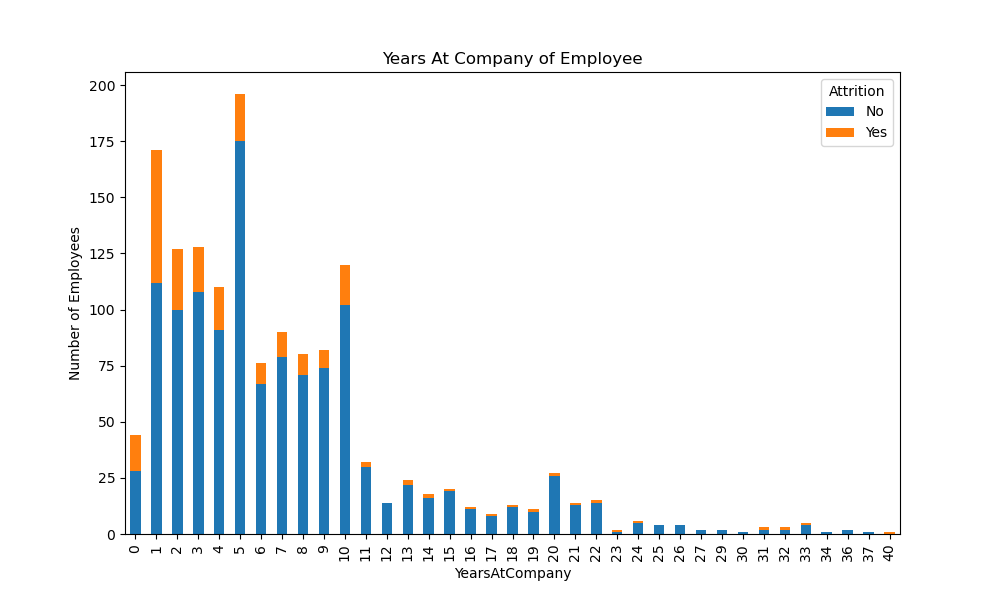 Years At Company of Employee
Attrition
No
Yes
Number of Employees
200
175
150
125
100
75
50
25
0
0 1 2 3 4 5 6 7 8 9 10 11 12 13 14 15 16 17 18 19 20 21 22 23 24 25 26 27 29 30 31 32 33 34 36 37 40
YearsAtCompany